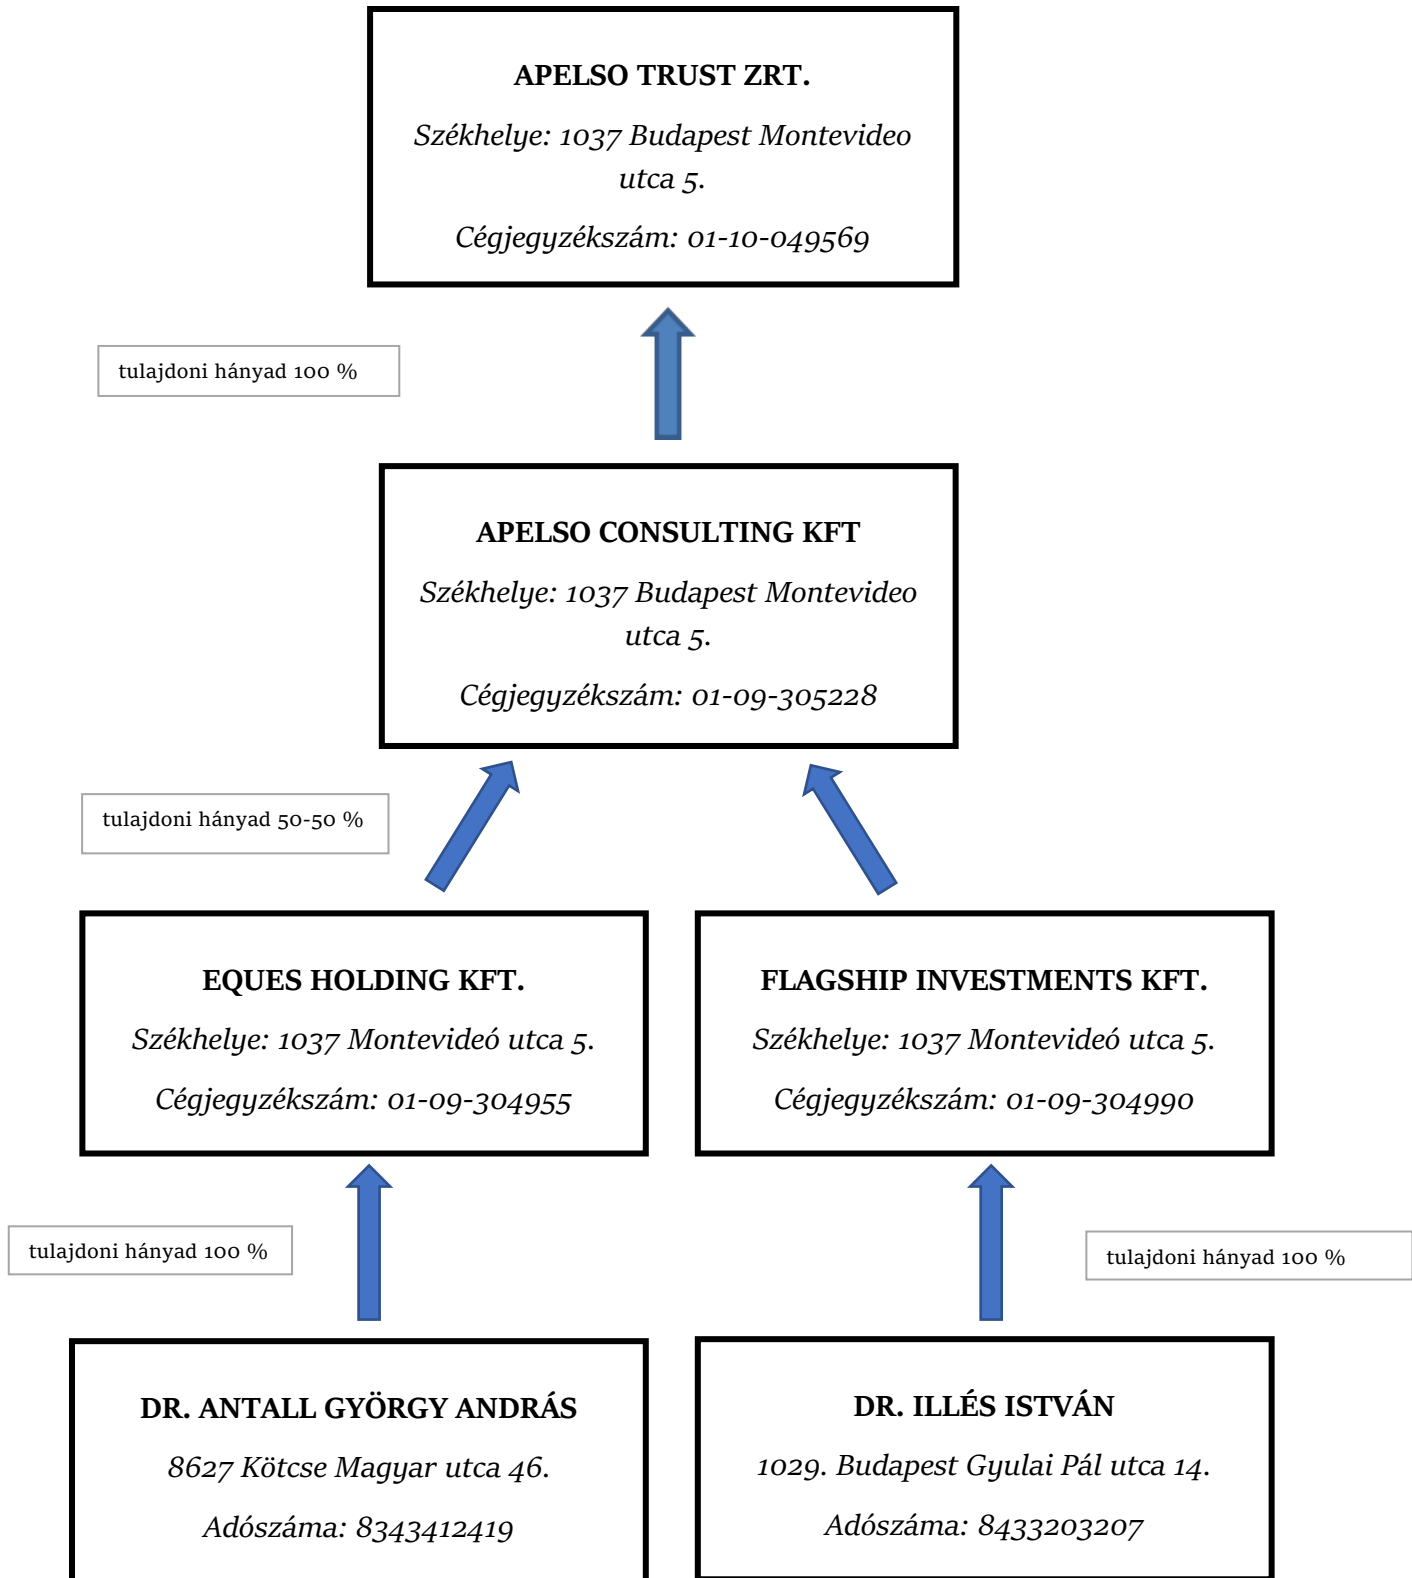 APELSO TRUST ZRT.
Székhelye: 1037 Budapest Montevideo
utca 5.
Cégjegyzékszám: 01-10-049569
tulajdoni hányad 100 %
APELSO CONSULTING KFT
Székhelye: 1037 Budapest Montevideo
utca 5.
Cégjegyzékszám: 01-09-305228
tulajdoni hányad 50-50 %
EQUES HOLDING KFT.
Székhelye: 1037 Montevideó utca 5.
Cégjegyzékszám: 01-09-304955
FLAGSHIP INVESTMENTS KFT.
Székhelye: 1037 Montevideó utca 5.
Cégjegyzékszám: 01-09-304990
tulajdoni hányad 100 %
tulajdoni hányad 100 %
DR. ANTALL GYÖRGY ANDRÁS
8627 Kötcse Magyar utca 46.
Adószáma: 8343412419
DR. ILLÉS ISTVÁN
1029. Budapest Gyulai Pál utca 14.
Adószáma: 8433203207